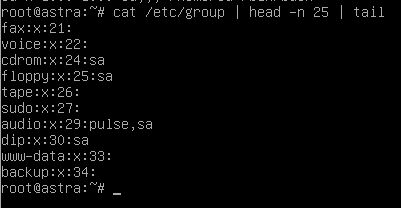 root@astra:~# cat /etc/group | head -n 25 | tail
fax:x:21:
voice:x:22:
cdrom:x:24:sa
floppy:x:25:sa
tape:x:26:
sudo:x:27:
audio:x:29:pulse,sa
dip:x:30:sa
www-data:x:33:
backup:x:34:
root@astra:~# _